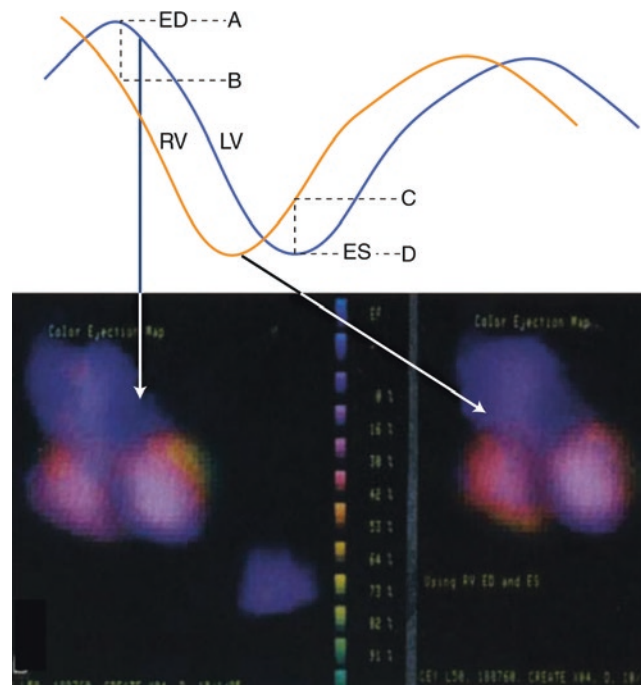 ED A
B
RV LV
C
ES D
Color Ejection Map
EF
0 %
16 %
30 %
42 %
53 %
64 %
73 %
82 %
91 %
Color Ejection Map
Using RV ED and ES